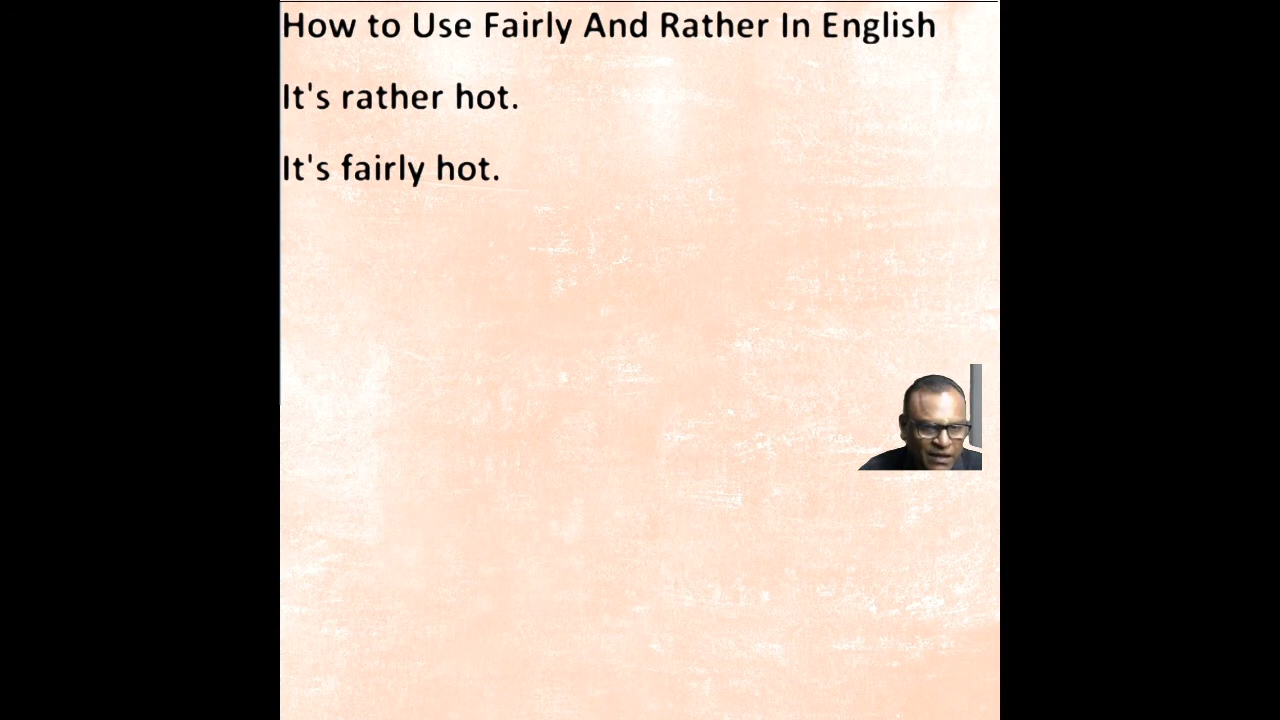 How to Use Fairly And Rather In English
It's rather hot.
It's fairly hot.